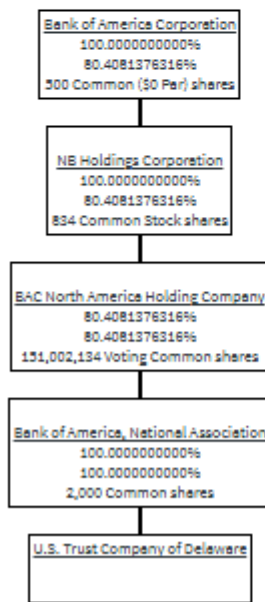 Bank of America Corporation
100.0000000000%
80.4081376316%
500 Common ($0 Par) shares
NB Holdings Corporation
100.0000000000%
80.4081376316%
834 Common Stock shares
BAC North America Holding Company
80.4081376316%
80.4081376316%
151,002,134 Voting Common shares
Bank of America, National Association
100.0000000000%
100.0000000000%
2,000 Common shares
U.S. Trust Company of Delaware